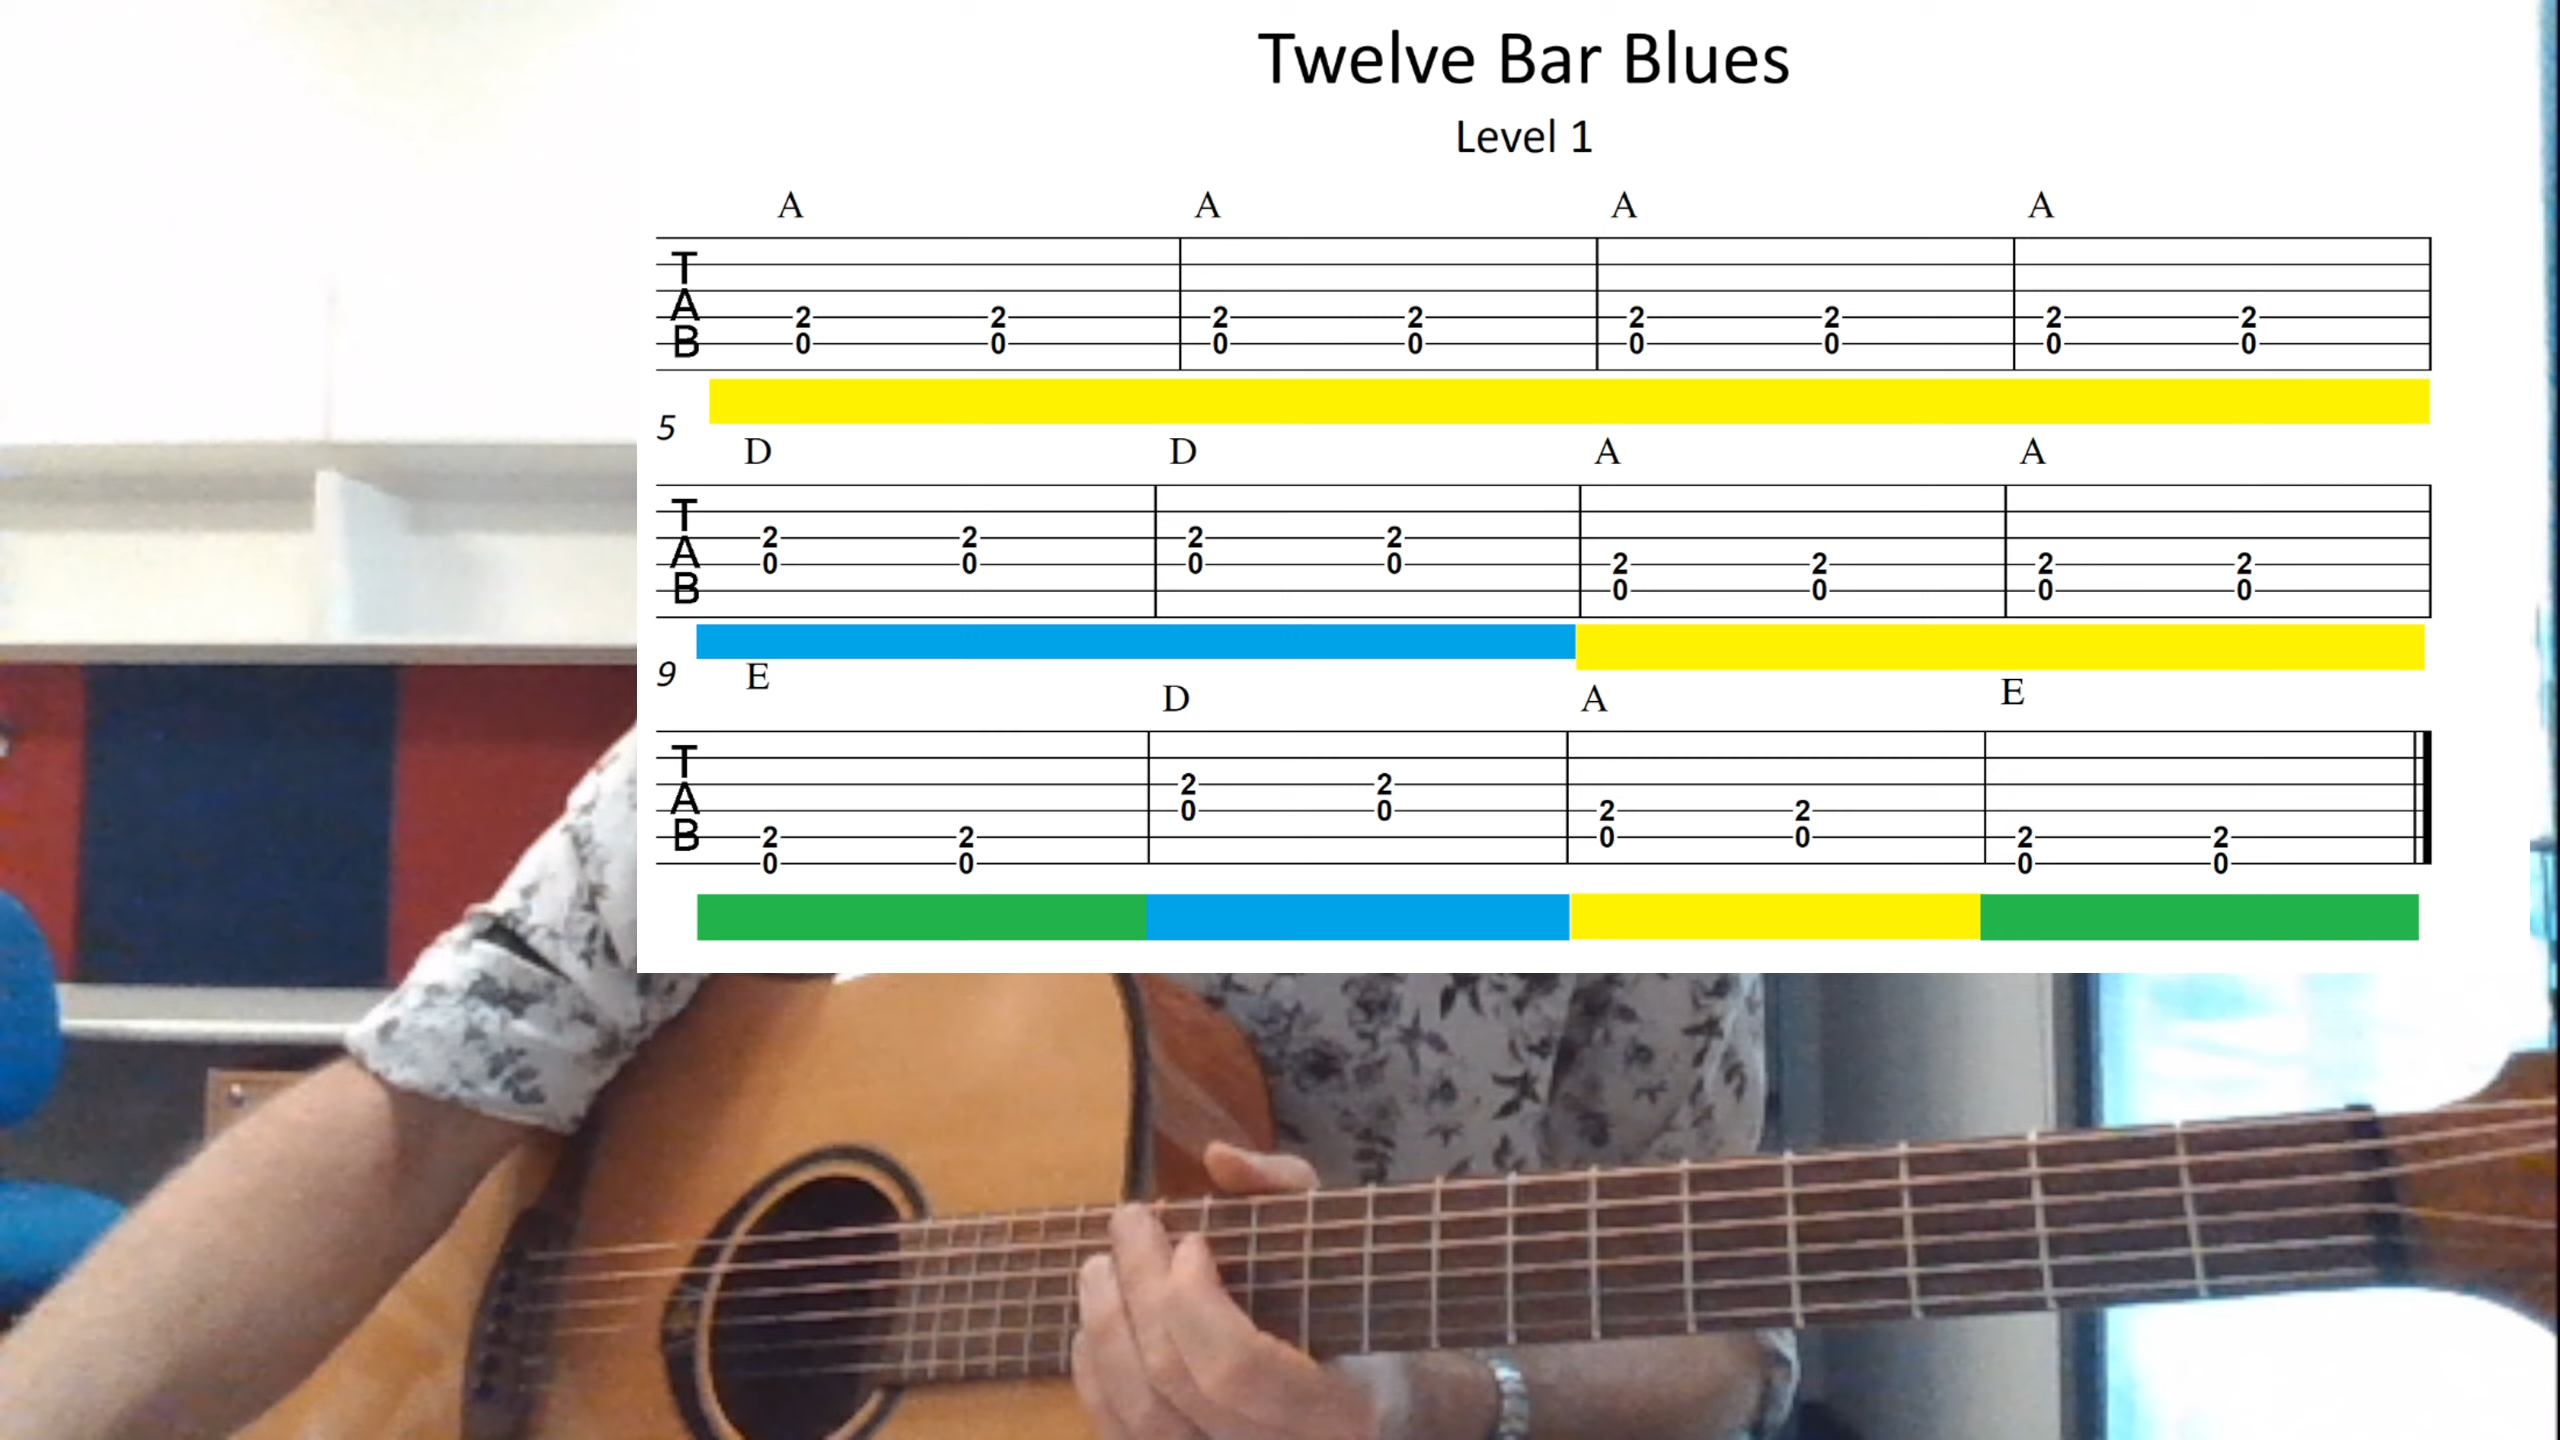 Twelve Bar Blues
Level 1
A A A A
T
A 2 2 2 2 2 2 2 2
B 0 0 0 0 0 0 0 0
5
D D A A
T
2 2 2 2
A 0 0 0 0 2 2 2 2
B 0 0 0 0
9
E D A E
T
2 2
A 0 0 2 2
B 2 2 0 0 2 2
0 0 0 0